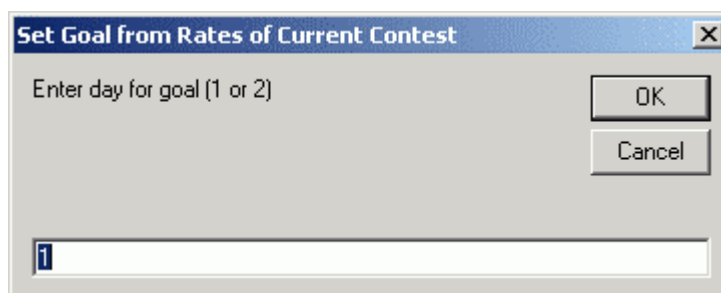 Set Goal from Rates of Current Contest
Enter day for goal (1 or 2)
OK
Cancel
1